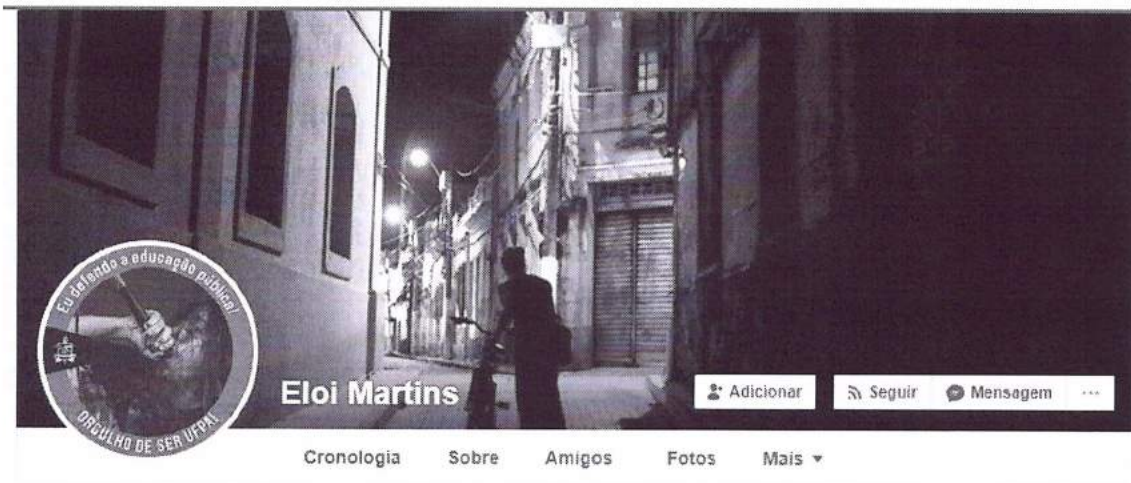 Eu defendo a educação pública!
ORGULHO DE SER UFPA!
Eloi Martins
Adicionar
Seguir
Mensagem
Cronologia Sobre Amigos Fotos Mais